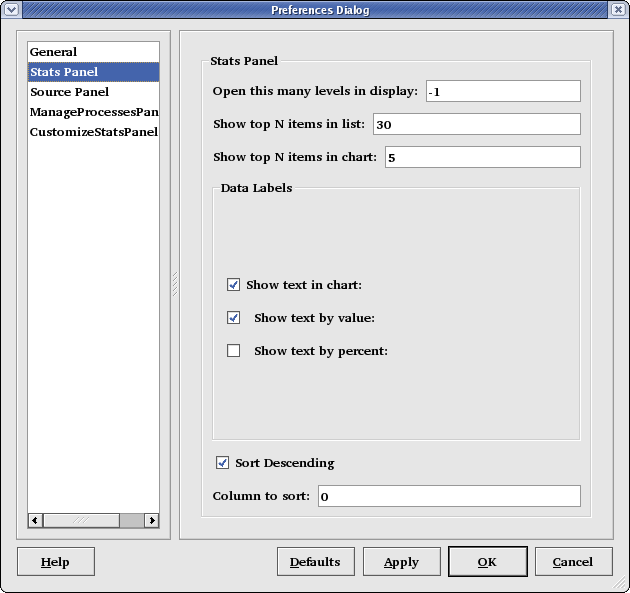 Preferences Dialog
General
Stats Panel
Source Panel
ManageProcessesPan
CustomizeStatsPanel
Stats Panel
Open this many levels in display: -1
Show top N items in list: 30
Show top N items in chart: 5
Data Labels
Show text in chart:
Show text by value:
Show text by percent:
Sort Descending
Column to sort: 0
Help Defaults Apply OK Cancel